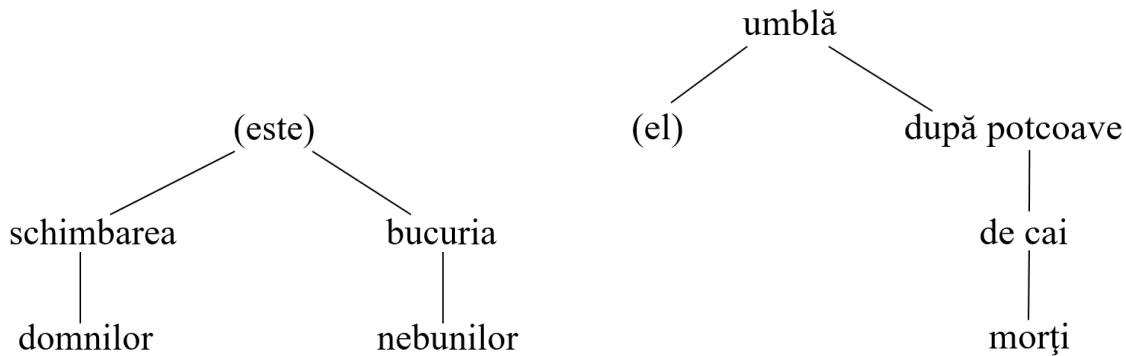 umblă
(este)
(el)
după potcoave
schimbarea
bucuria
de cai
domnilor
nebunilor
morţi